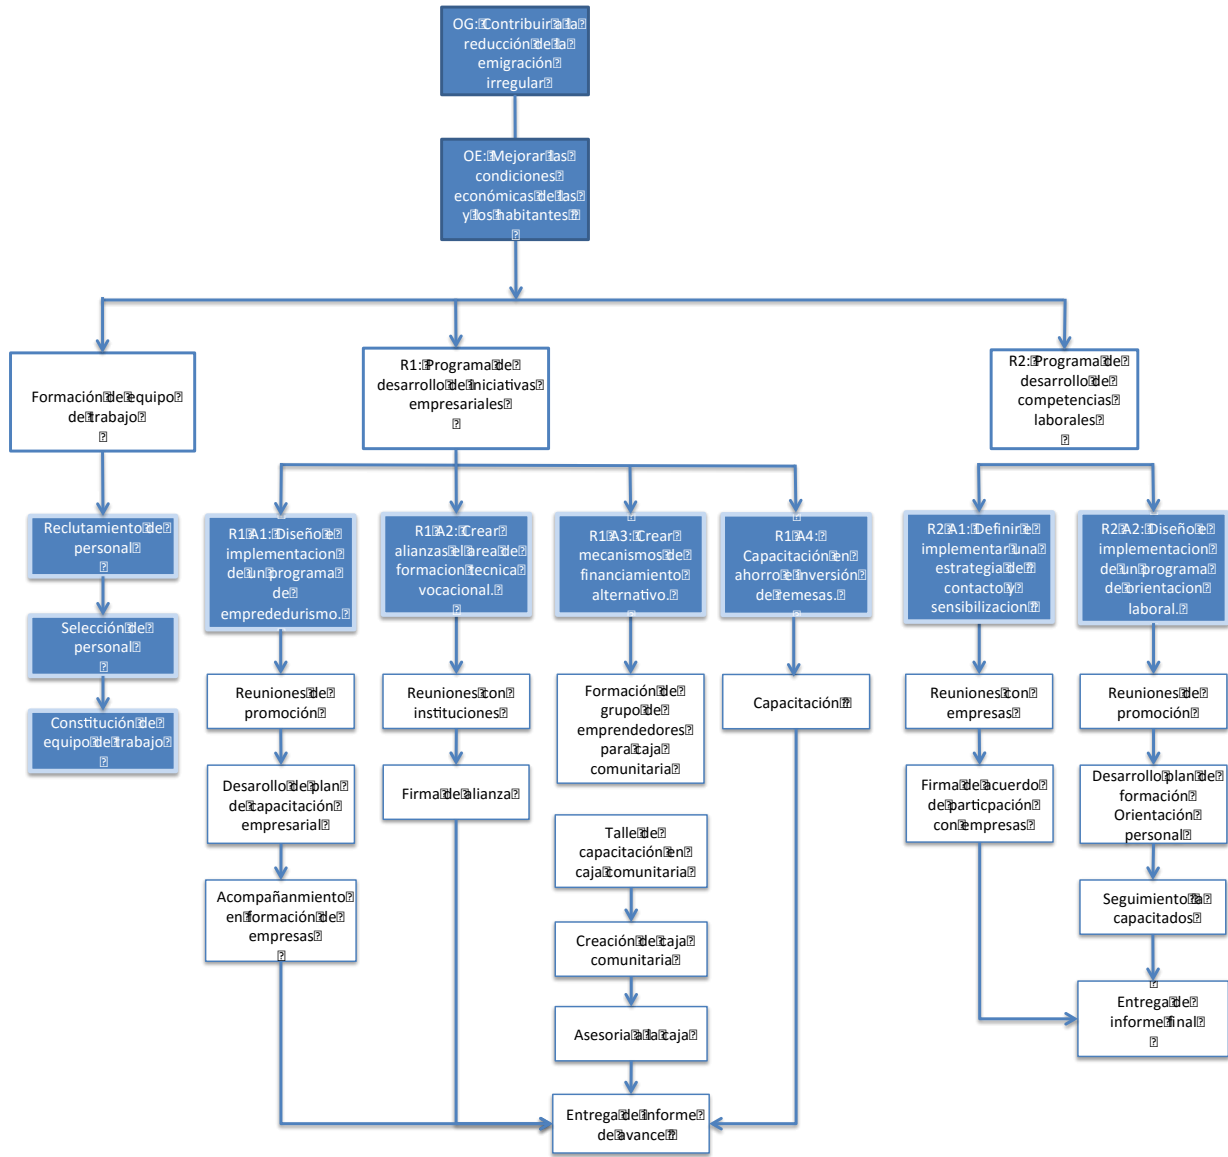 OG: Contribuir a la
reducción de la
emigración
irregular
OE: Mejorar las
condiciones
económicas de las
y los habitantes
Formación de equipo
de trabajo
R1: Programa de
desarrollo de iniciativas
empresariales
R2: Programa de
desarrollo de
competencias
laborales
Reclutamiento de
personal
Selección de
personal
Constitución de
equipo de trabajo
R1 A1: Diseño e
implementacion
de un programa
de
emprededurismo.
R1 A2: Crear
alianzas el area de
formacion tecnica
vocacional.
R1 A3: Crear
mecanismos de
financiamiento
alternativo.
R1 A4:
Capacitación en
ahorro e inversión
de remesas.
R2 A1: Definir e
implementar una
estrategia de
contacto y
sensibilizacion
R2 A2: Diseño e
implementacion
de un programa
de orientacion
laboral.
Reuniones de
promoción
Desarollo de plan
de capacitación
empresarial
Acompañanmiento
en formación de
empresas
Reuniones con
instituciones
Firma de alianza
Formación de
grupo de
emprendedores
para caja
comunitaria
Talle de
capacitación en
caja comunitaria
Creación de caja
comunitaria
Asesoria a la caja
Entrega de informe
de avance
Capacitación
Reuniones con
empresas
Firma de acuerdo
de particpación
con empresas
Reuniones de
promoción
Desarrollo plan de
formación
Orientación
personal
Seguimiento a
capacitados
Entrega de
informe final